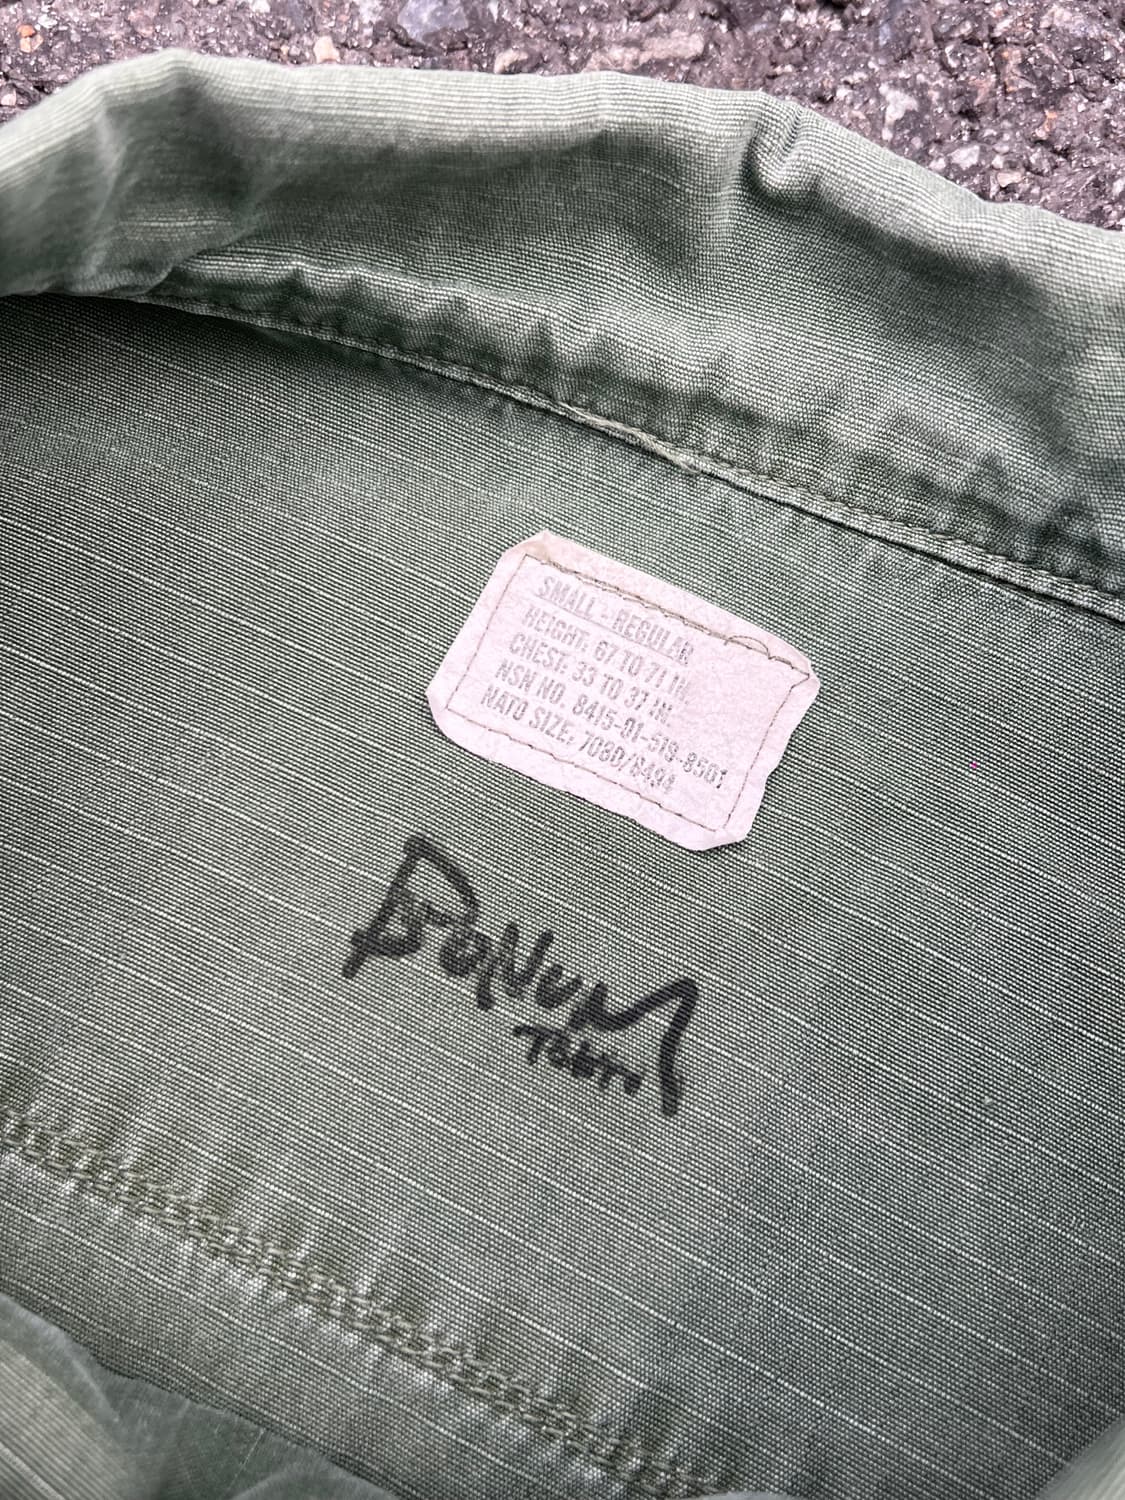 SMALL - REGULAR
HEIGHT: 67 TO 71 IN.
CHEST: 33 TO 37 IN.
NSN NO. 8415-01-519-8501
NATO SIZE: 7080/8494
BONUM